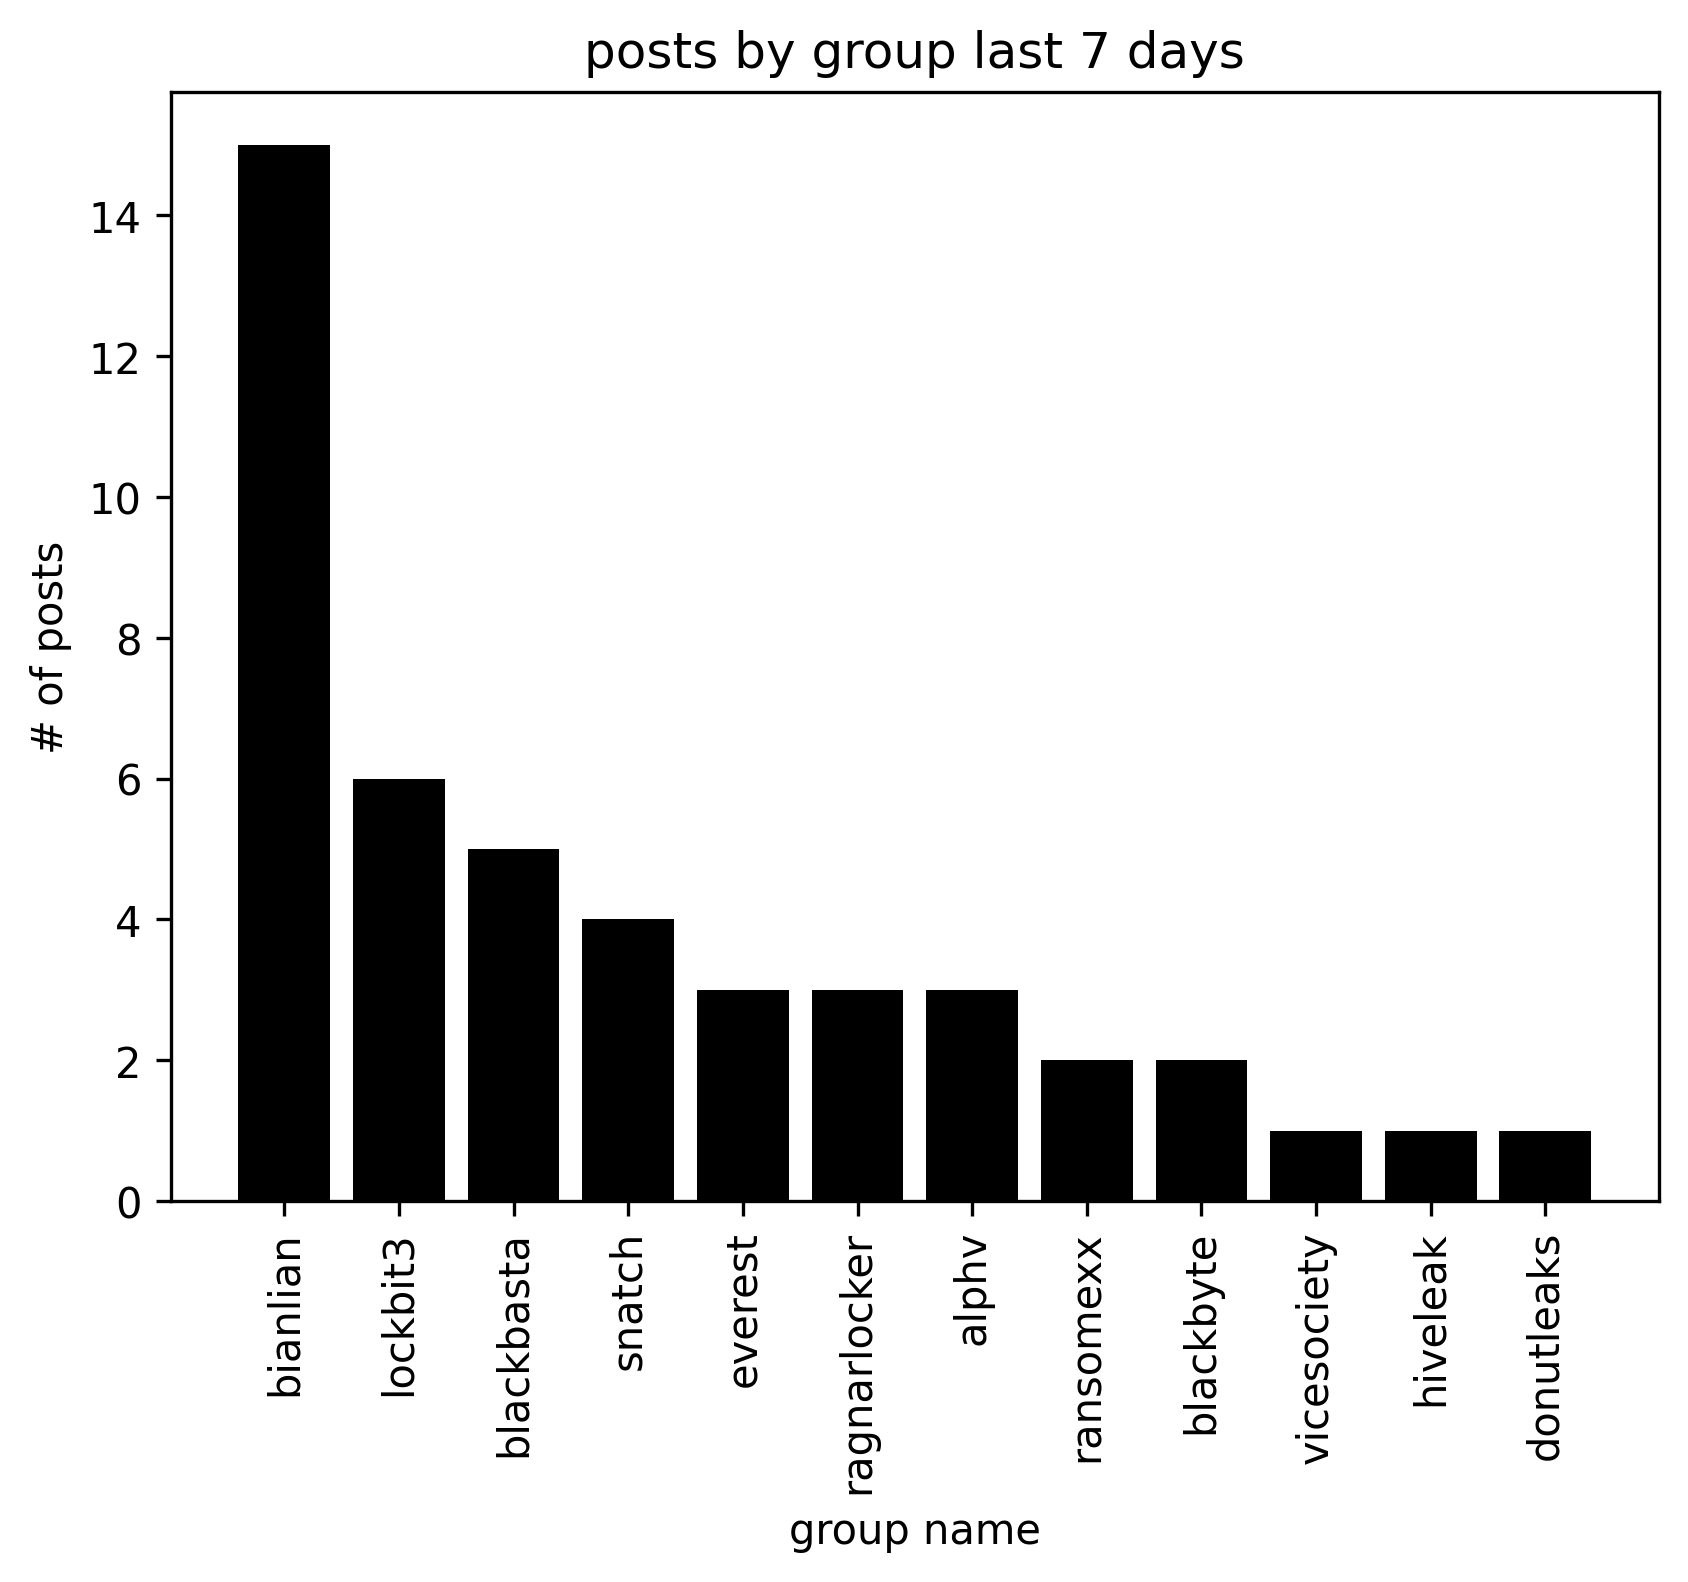 posts by group last 7 days
# of posts
14
12
10
8
6
4
2
0
bianlian
lockbit3
blackbasta
snatch
everest
ragnarlocker
alphv
ransomexx
blackbyte
vicesociety
hiveleak
donutleaks
group name